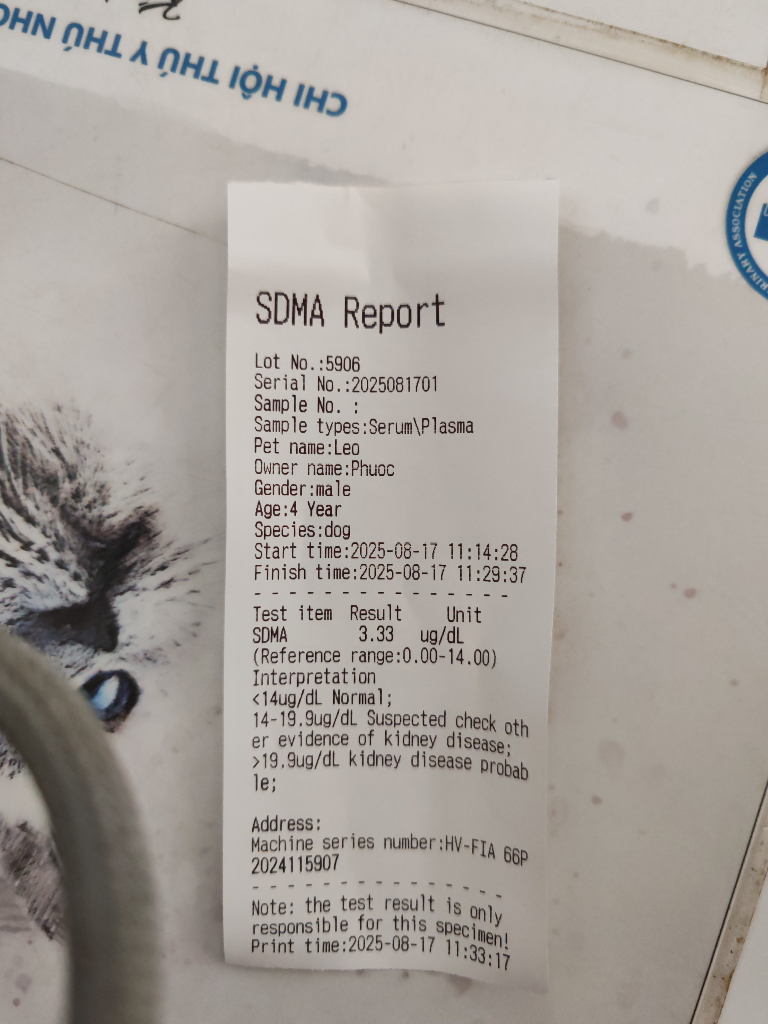 CHI HỘI THÚ Y THÚ NHỎ
RINARY ASSOCIATION
SDMA Report
Lot No.:5906
Serial No.:2025081701
Sample No. :
Sample types:Serum\Plasma
Pet name:Leo
Owner name:Phuoc
Gender:male
Age:4 Year
Species:dog
Start time:2025-08-17 11:14:28
Finish time:2025-08-17 11:29:37
- - - - - - - - - - - - - - -
Test item Result Unit
SDMA 3.33 ug/dL
(Reference range:0.00-14.00)
Interpretation
<14ug/dL Normal;
14-19.9ug/dL Suspected check oth
er evidence of kidney disease;
>19.9ug/dL kidney disease probab
le;
Address:
Machine series number:HV-FIA 66P
2024115907
- - - - - - - - - - - - - - -
Note: the test result is only
responsible for this specimen!
Print time:2025-08-17 11:33:17